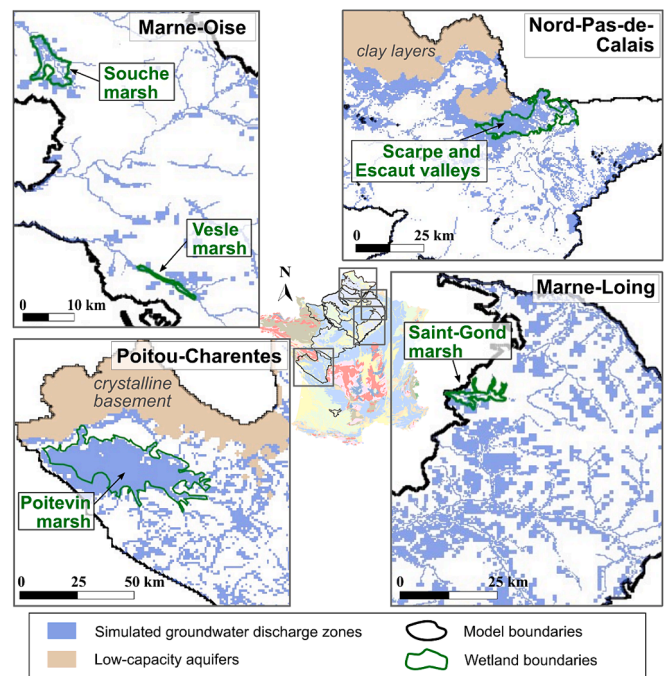 Marne-Oise
Souche
marsh
Vesle
marsh
0 10 km
Nord-Pas-de-
Calais
clay layers
Scarpe and
Escaut valleys
0 25 km
N
Poitou-Charentes
crystalline
basement
Poitevin
marsh
0 25 50 km
Marne-Loing
Saint-Gond
marsh
0 25 km
Simulated groundwater discharge zones
Low-capacity aquifers
Model boundaries
Wetland boundaries